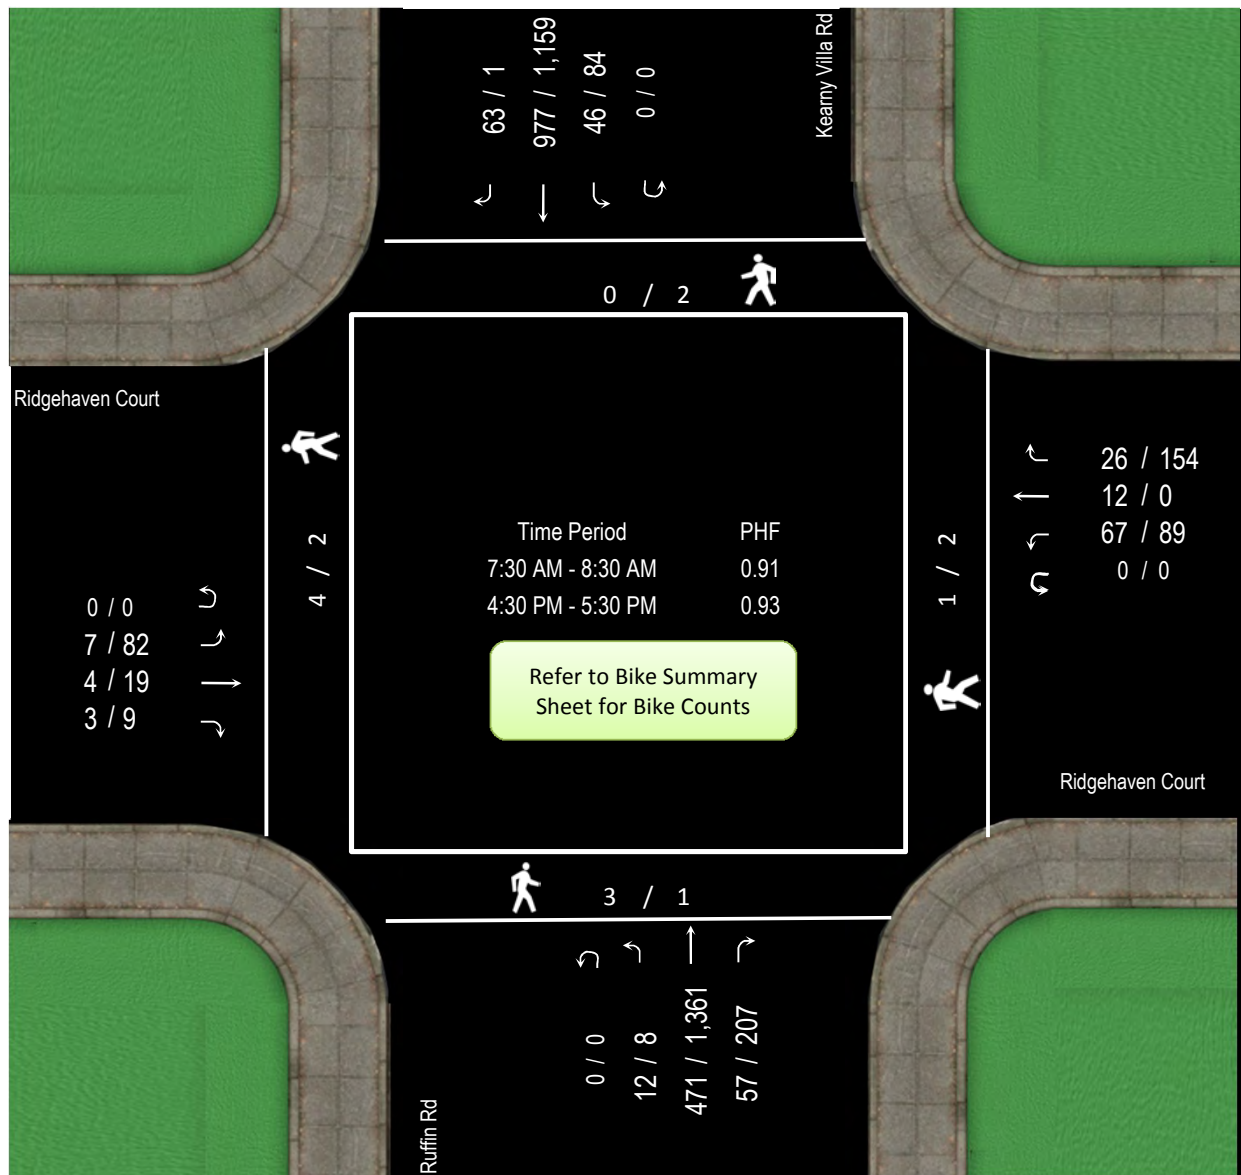 Kearny Villa Rd
63 / 1
977 / 1,159
46 / 84
0 / 0
0 / 2
Ridgehaven Court
4 / 2
0 / 0
7 / 82
4 / 19
3 / 9
Time Period PHF
7:30 AM - 8:30 AM 0.91
4:30 PM - 5:30 PM 0.93
Refer to Bike Summary
Sheet for Bike Counts
1 / 2
26 / 154
12 / 0
67 / 89
0 / 0
Ridgehaven Court
3 / 1
0 / 0
12 / 8
471 / 1,361
57 / 207
Ruffin Rd